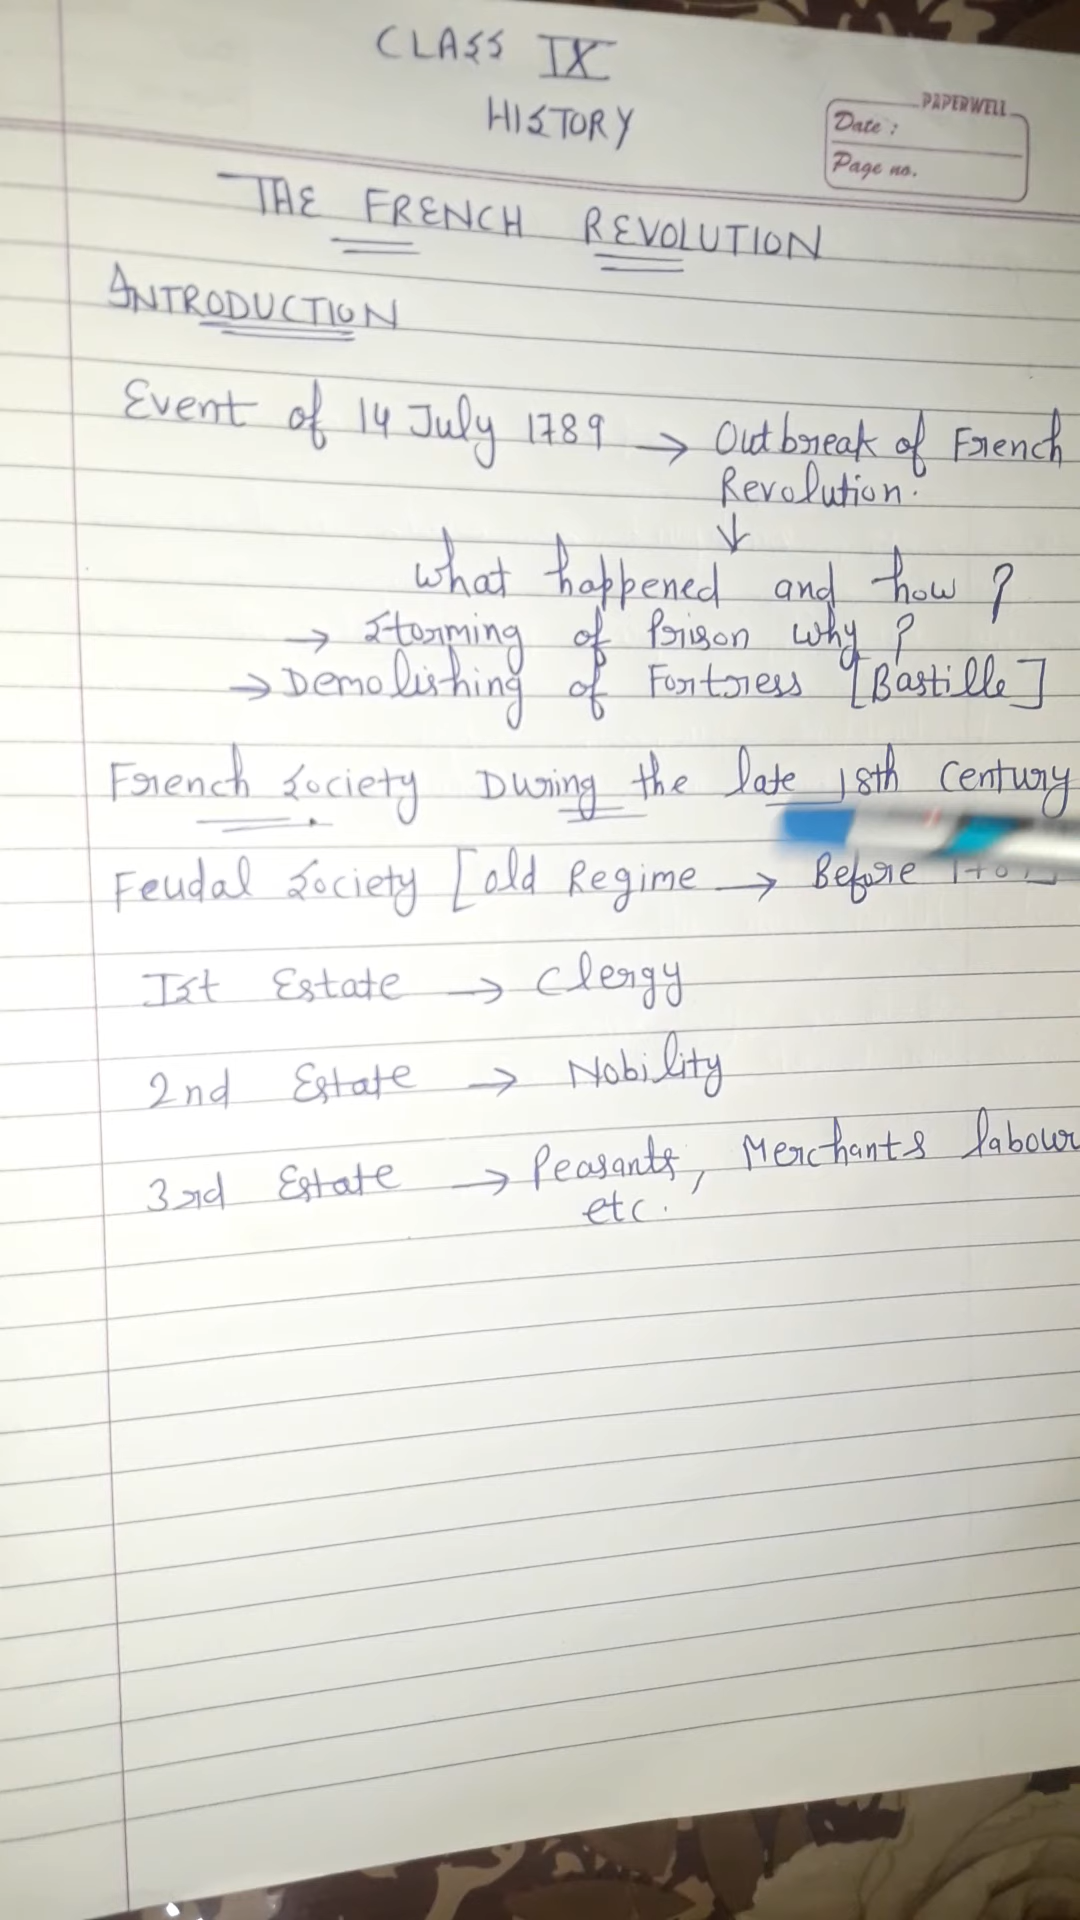 CLASS IX
HISTORY
PAPERWELL
Date :
Page no.
THE FRENCH REVOLUTION
INTRODUCTION
Event of 14 July 1789 → Outbreak of French
Revolution.
↓
What happened and how ?
→ Storming of Prison why ?
→ Demolishing of Fortress [Bastille]
French Society During the late 18th Century
Feudal Society [old Regime → Before
Ist Estate → Clergy
2nd Estate → Nobility
3rd Estate → Peasants, Merchants labour
etc.